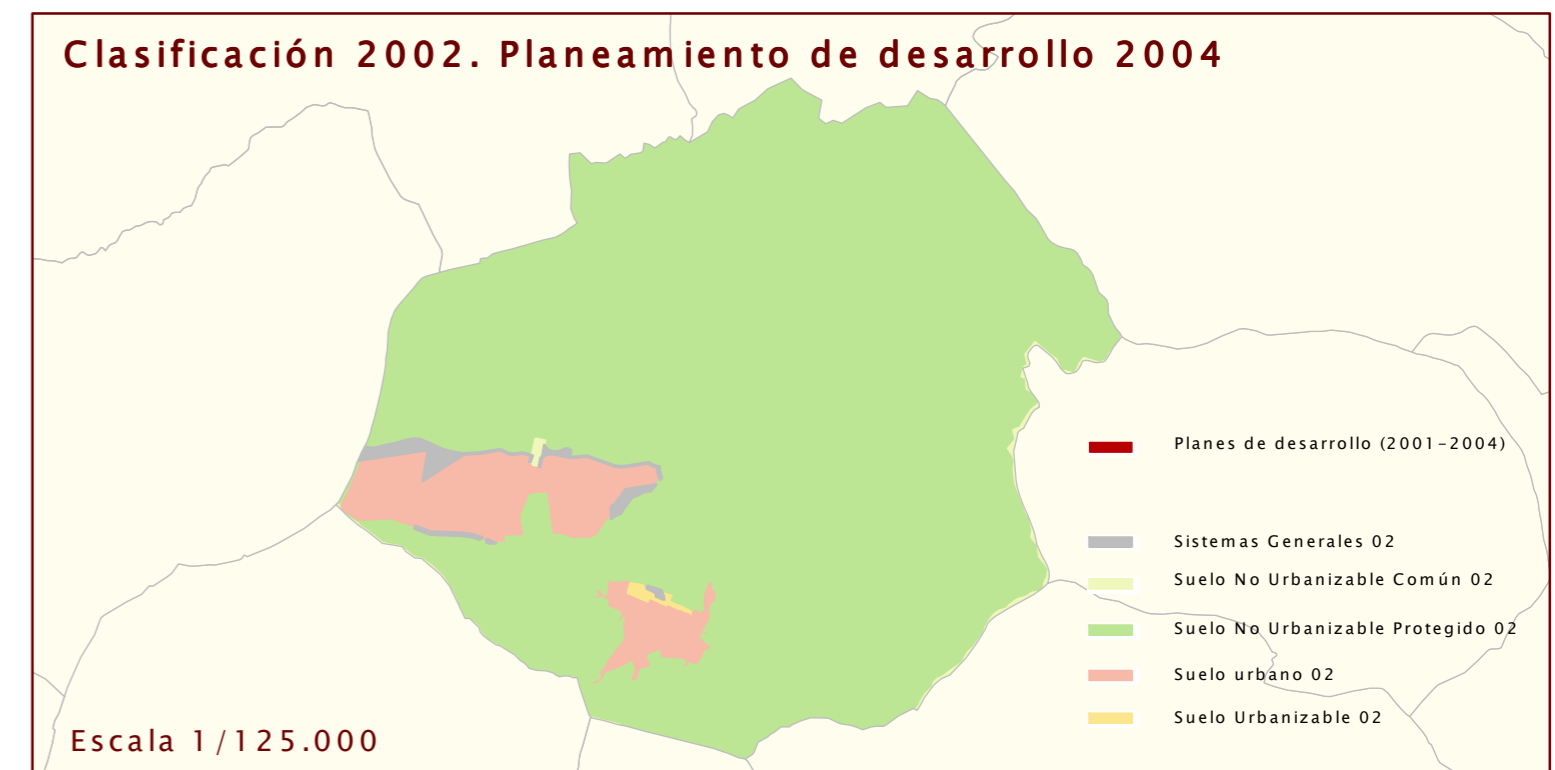 Clasificación 2002. Planeamiento de desarrollo 2004
Planes de desarrollo (2001-2004)
Sistemas Generales 02
Suelo No Urbanizable Común 02
Suelo No Urbanizable Protegido 02
Suelo urbano 02
Suelo Urbanizable 02
Escala 1/125.000